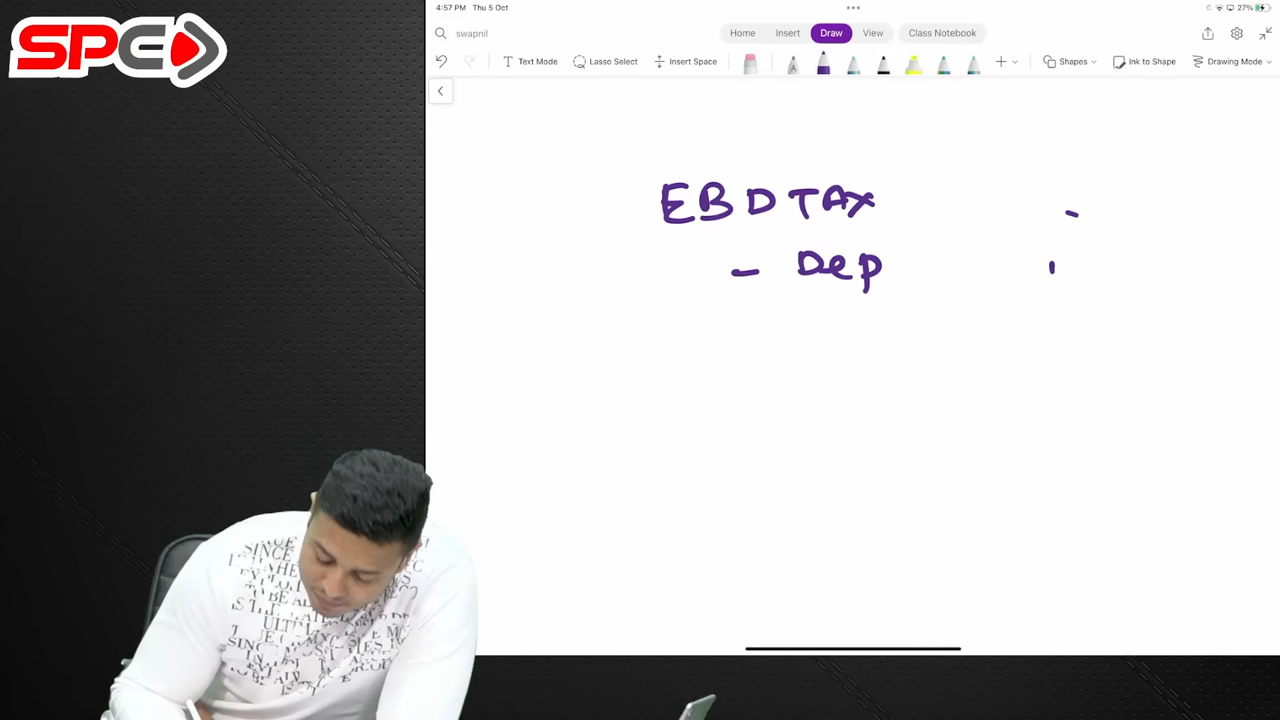 SPC
4:57 PM Thu 5 Oct
27%
swapnil
Home Insert Draw View Class Notebook
Text Mode Lasso Select Insert Space Shapes Ink to Shape Drawing Mode
EBDTAX -
- Dep